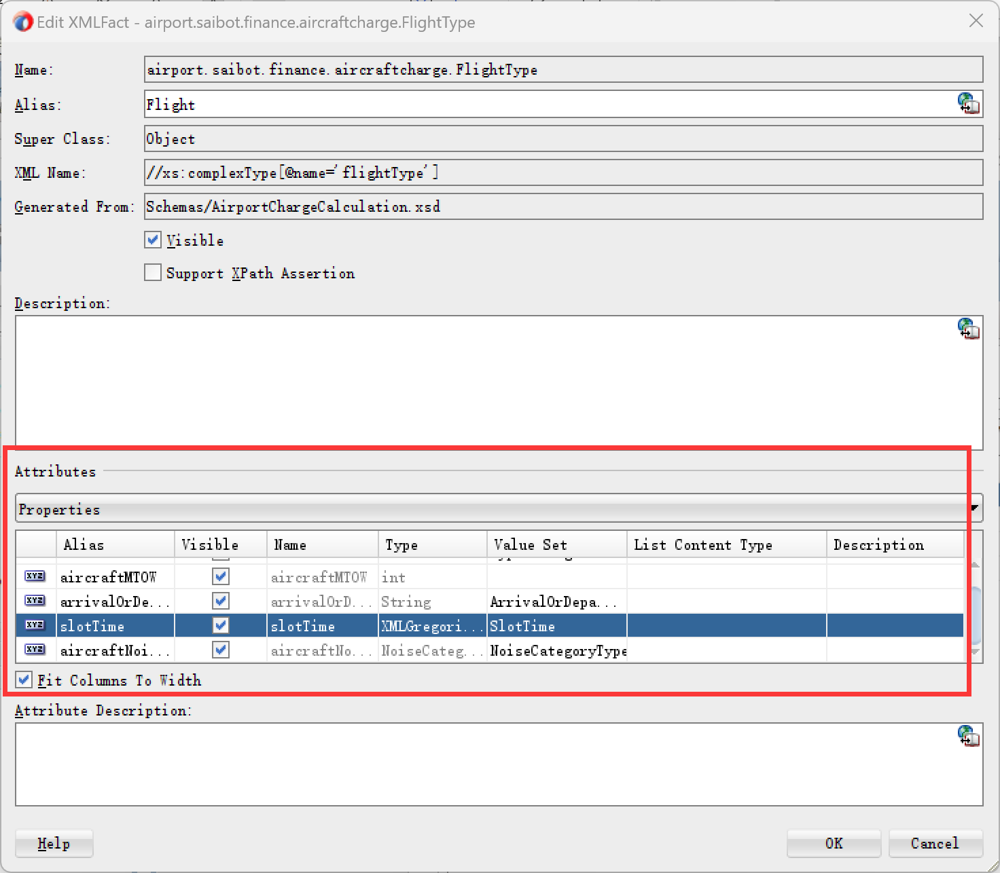 Edit XMLFact - airport.saibot.finance.aircraftcharge.FlightType
Name: airport.saibot.finance.aircraftcharge.FlightType
Alias: Flight
Super Class: Object
XML Name: //xs:complexType[@name='flightType']
Generated From: Schemas/AirportChargeCalculation.xsd
Visible
Support XPath Assertion
Description:
Attributes
Properties
Alias Visible Name Type Value Set List Content Type Description
XYZ aircraftMTOW aircraftMTOW int
XYZ arrivalOrDe... arrivalOrD... String ArrivalOrDepa...
XYZ slotTime slotTime XMLGregori... SlotTime
XYZ aircraftNoi... aircraftNo... NoiseCateg... NoiseCategoryType
Fit Columns To Width
Attribute Description:
Help OK Cancel